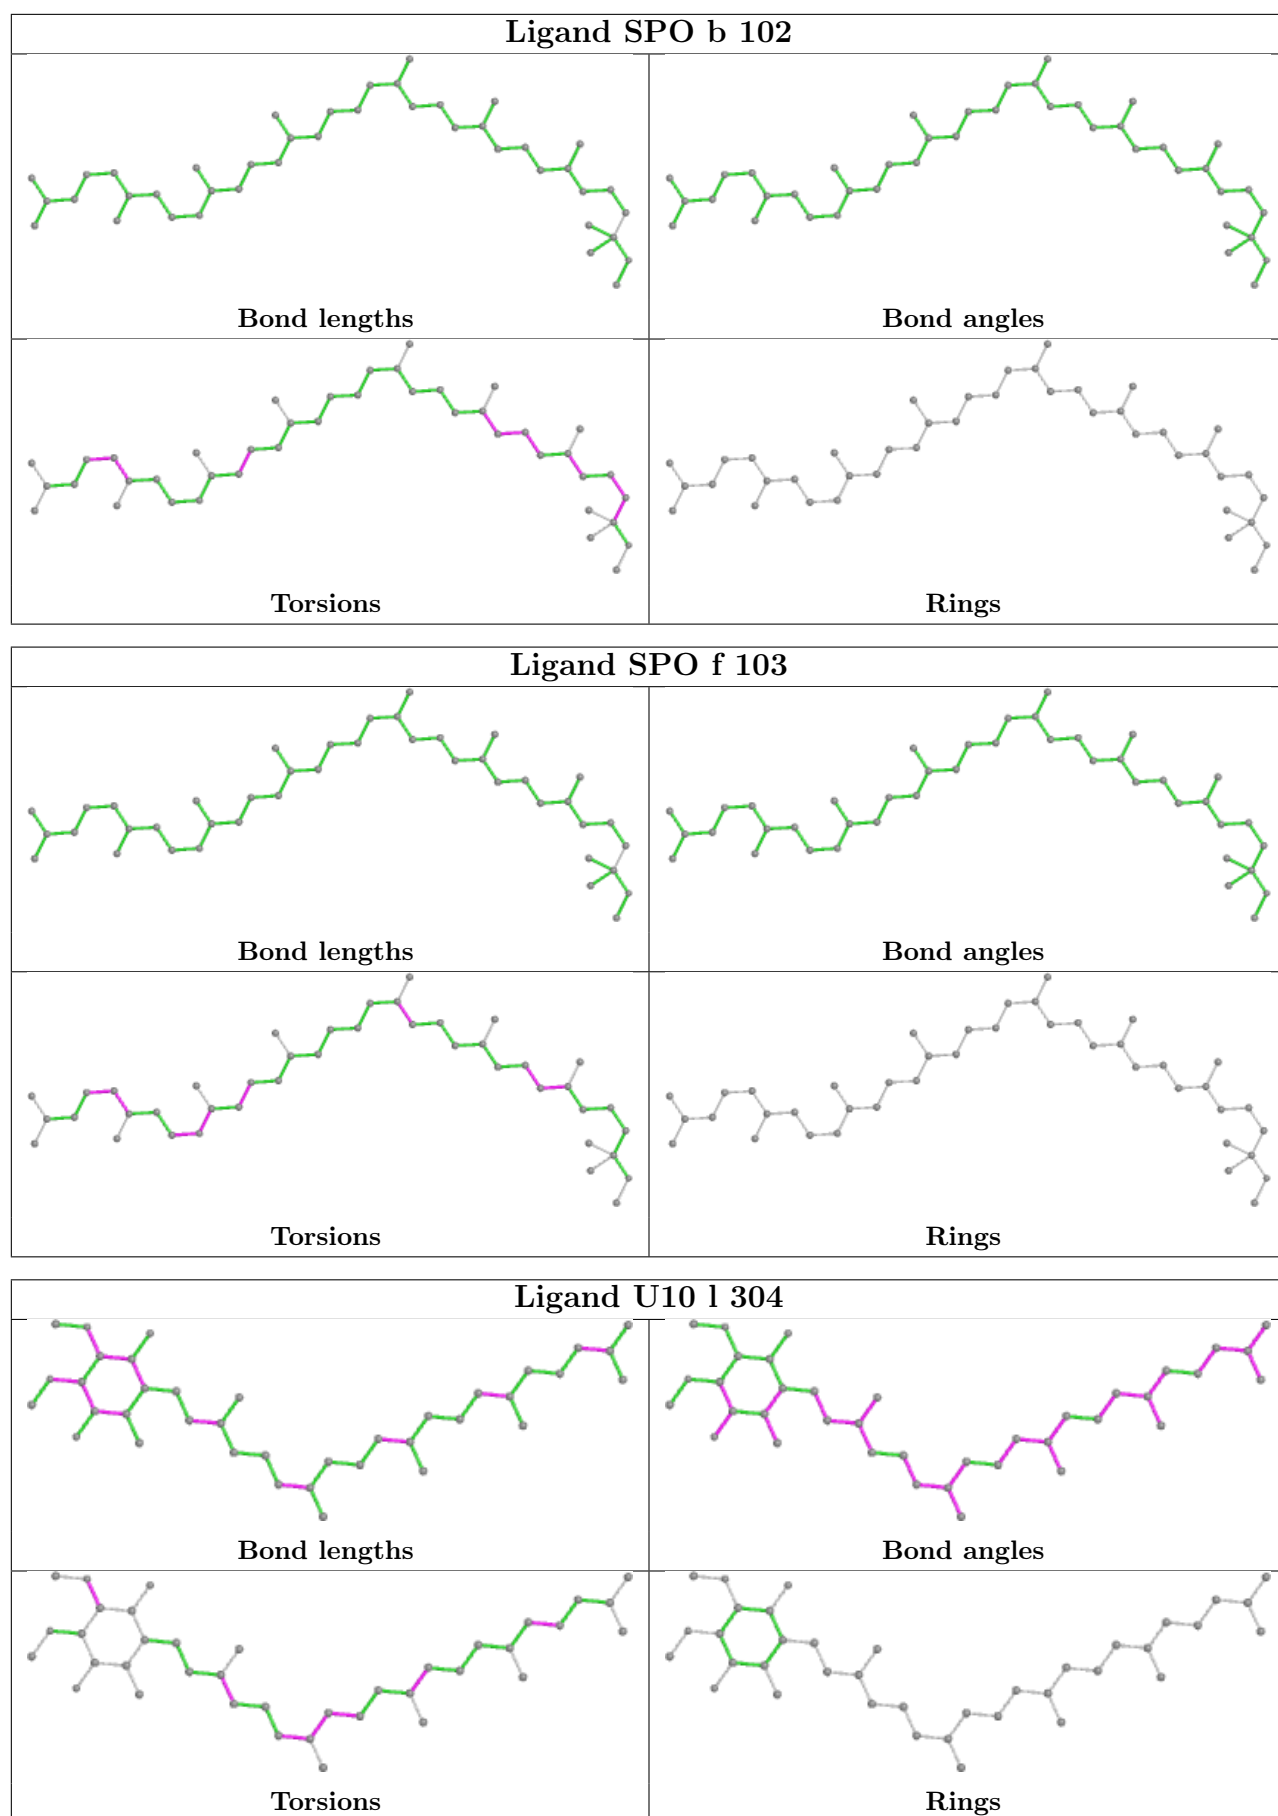 Ligand SPO b 102
Bond lengths
Bond angles
Torsions
Rings
Ligand SPO f 103
Bond lengths
Bond angles
Torsions
Rings
Ligand U10 l 304
Bond lengths
Bond angles
Torsions
Rings